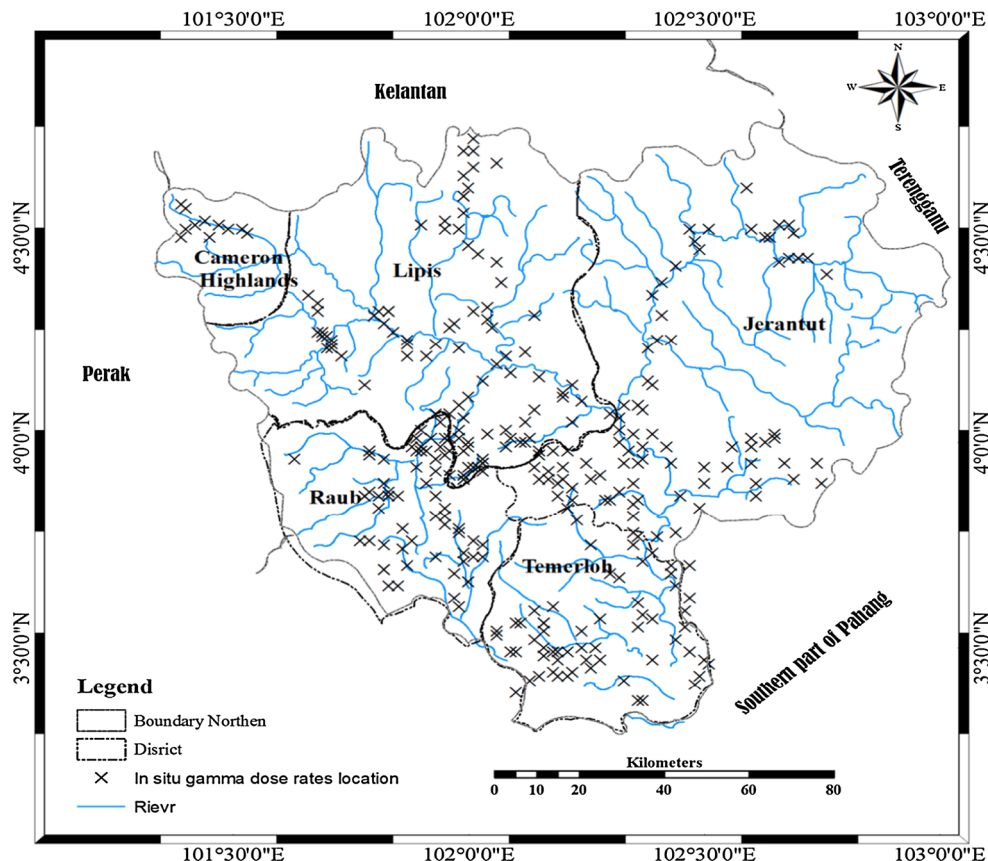 101°30'0"E 102°0'0"E 102°30'0"E 103°0'0"E
N
W E
S
Kelantan
Terengganu
4°30'0"N 4°30'0"N
Cameron
Highlands
Lipis
Jerantut
Perak
4°0'0"N 4°0'0"N
Raub
Temerloh
3°30'0"N 3°30'0"N
Southern part of Pahang
Legend
Boundary Northen
Disrict
In situ gamma dose rates location
Rievr
Kilometers
0 10 20 40 60 80
101°30'0"E 102°0'0"E 102°30'0"E 103°0'0"E